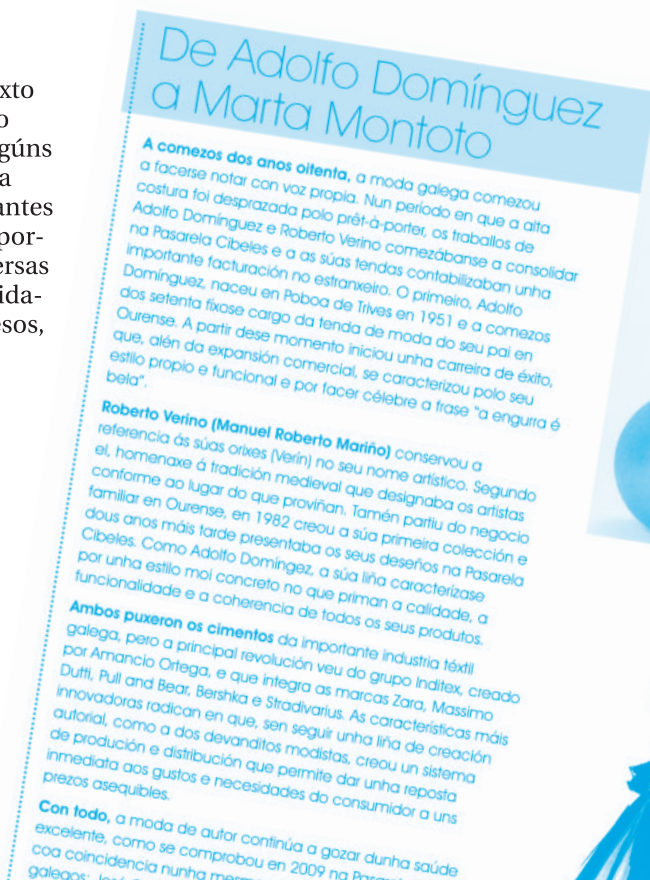 xto
o
gúns
a
antes
por-
ersas
ida-
esos,
De Adolfo Domínguez
a Marta Montoto
A comezos dos anos oitenta, a moda galega comezou
a facerse notar con voz propia. Nun período en que a alta
costura foi desprazada polo prêt-à-porter, os traballos de
Adolfo Domínguez e Roberto Verino comezábanse a consolidar
na Pasarela Cibeles e a as súas tendas contabilizaban unha
importante facturación no estranxeiro. O primeiro, Adolfo
Domínguez, naceu en Poboa de Trives en 1951 e a comezos
dos setenta fíxose cargo da tenda de moda do seu pai en
Ourense. A partir dese momento iniciou unha carreira de éxito,
que, alén da expansión comercial, se caracterizou polo seu
estilo propio e funcional e por facer célebre a frase "a engurra é
bela".
Roberto Verino (Manuel Roberto Mariño) conservou a
referencia ás súas orixes (Verín) no seu nome artístico. Segundo
el, homenaxe á tradición medieval que designaba os artistas
conforme ao lugar do que proviñan. Tamén partiu do negocio
familiar en Ourense, en 1982 creou a súa primeira colección e
dous anos máis tarde presentaba os seus deseños na Pasarela
Cibeles. Como Adolfo Domíngez, a súa liña caracterízase
por unha estilo moi concreto no que priman a calidade, a
funcionalidade e a coherencia de todos os seus produtos.
Ambos puxeron os cimentos da importante industria téxtil
galega, pero a principal revolución veu do grupo Inditex, creado
por Amancio Ortega, e que integra as marcas Zara, Massimo
Dutti, Pull and Bear, Bershka e Stradivarius. As características máis
innovadoras radican en que, sen seguir unha liña de creación
autorial, como a dos devanditos modistas, creou un sistema
de produción e distribución que permite dar unha reposta
inmediata aos gustos e necesidades do consumidor a uns
prezos asequibles.
Con todo, a moda de autor continúa a gozar dunha saúde
excelente, como se comprobou en 2009 na
coa coincidencia nunha
galegos: